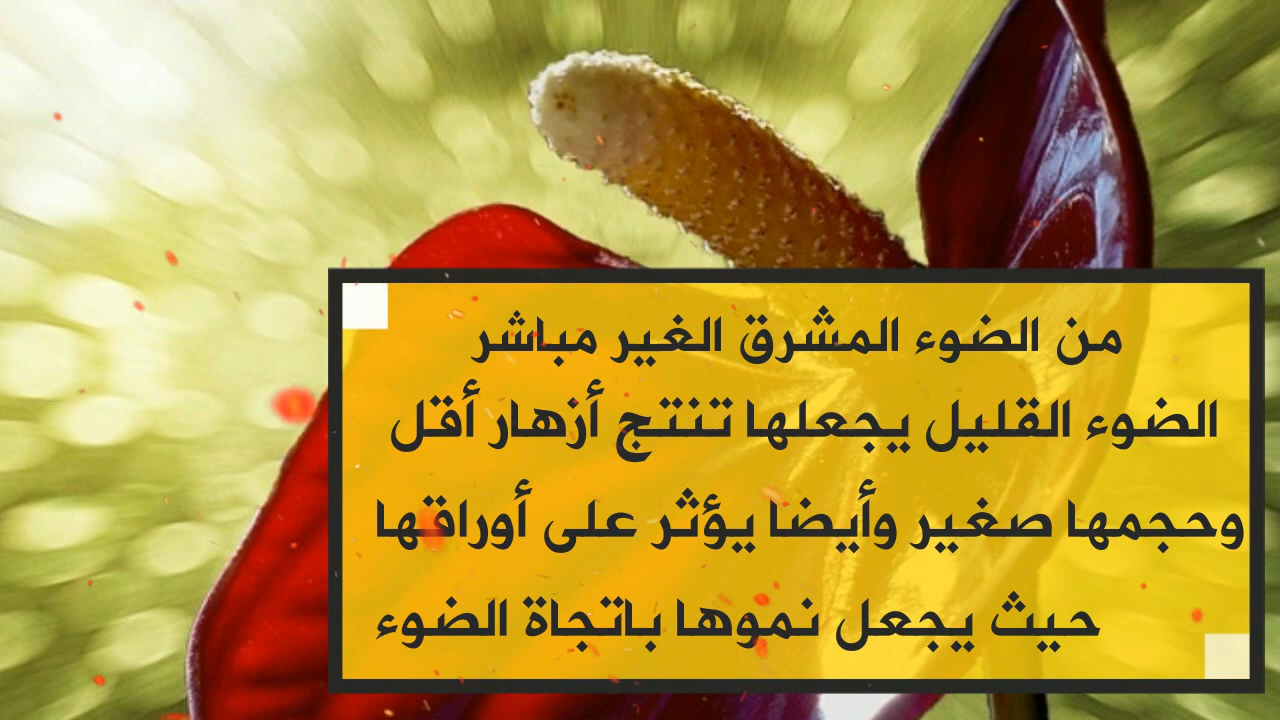 من الضوء المشرق الغير مباشر
الضوء القليل يجعلها تنتج أزهار أقل
وحجمها صغير وأيضا يؤثر على أوراقها
حيث يجعل نموها باتجاة الضوء